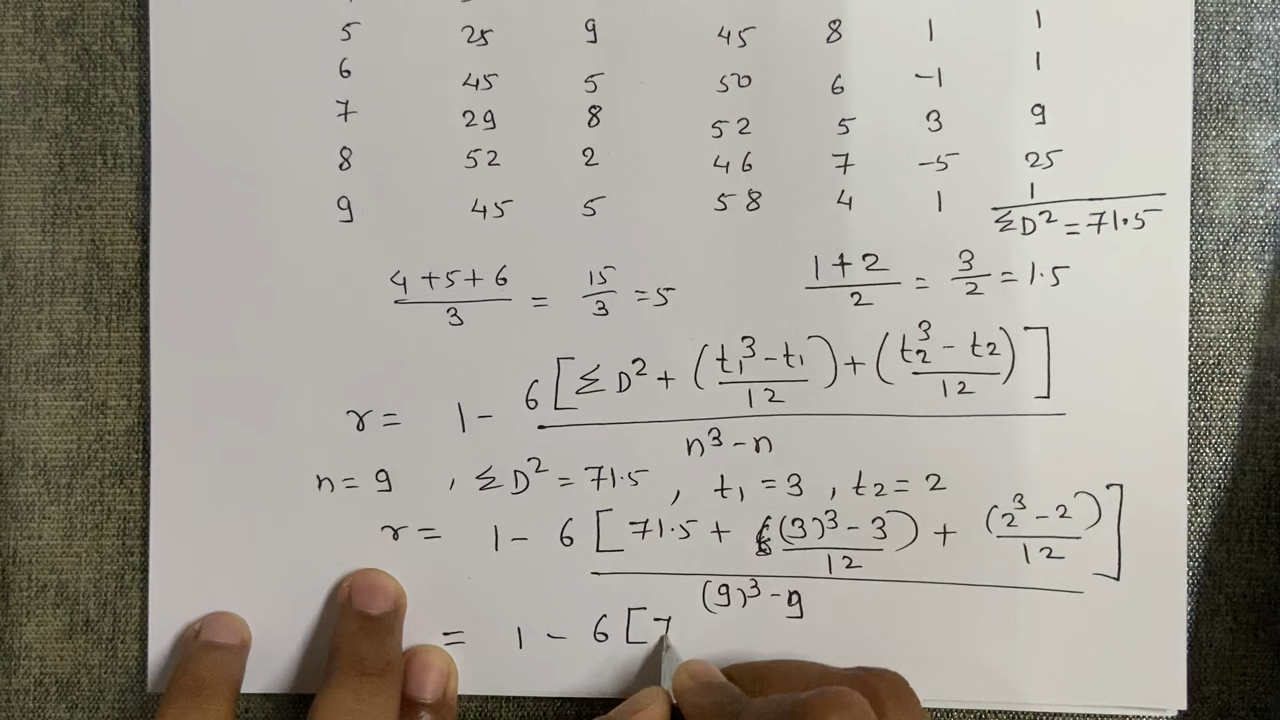 5 25 9 45 8 1 1
6 45 5 50 6 -1 1
7 29 8 52 5 3 9
8 52 2 46 7 -5 25
9 45 5 58 4 1 1
ΣD² = 71.5
(4+5+6)/3 = 15/3 = 5 (1+2)/2 = 3/2 = 1.5
r = 1 - 6[ΣD² + (t₁³ - t₁)/12 + (t₂³ - t₂)/12] / n³ - n
n = 9 , ΣD² = 71.5 , t₁ = 3 , t₂ = 2
r = 1 - 6[71.5 + ((3)³ - 3)/12 + (2³ - 2)/12] / (9)³ - 9
= 1 - 6[7